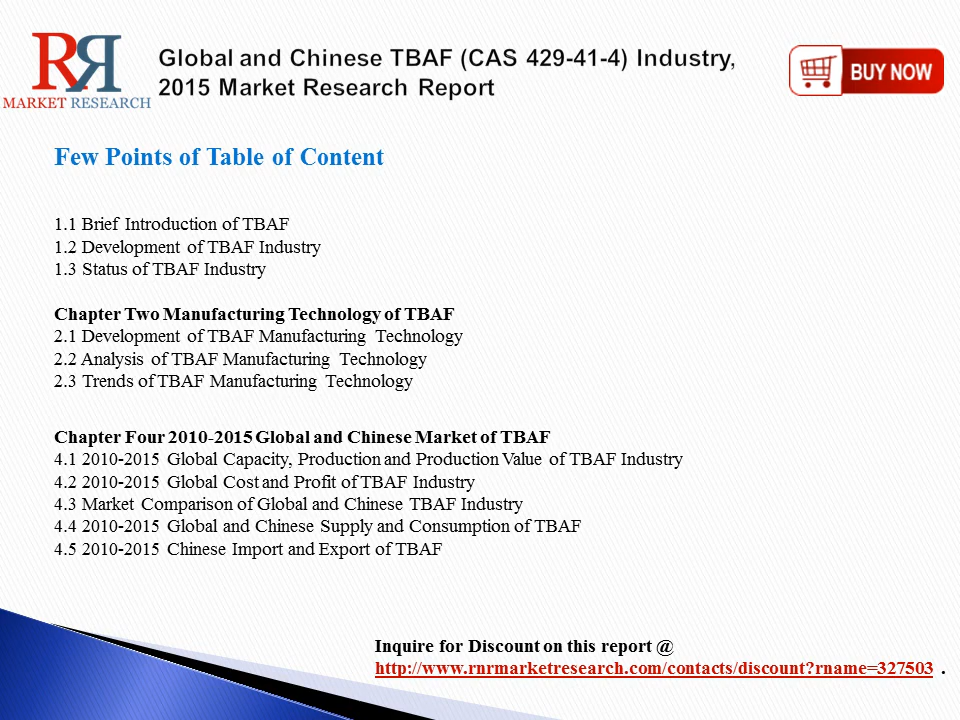 RR
MARKET RESEARCH
Global and Chinese TBAF (CAS 429-41-4) Industry,
2015 Market Research Report
BUY NOW
Few Points of Table of Content
1.1 Brief Introduction of TBAF
1.2 Development of TBAF Industry
1.3 Status of TBAF Industry
Chapter Two Manufacturing Technology of TBAF
2.1 Development of TBAF Manufacturing Technology
2.2 Analysis of TBAF Manufacturing Technology
2.3 Trends of TBAF Manufacturing Technology
Chapter Four 2010-2015 Global and Chinese Market of TBAF
4.1 2010-2015 Global Capacity, Production and Production Value of TBAF Industry
4.2 2010-2015 Global Cost and Profit of TBAF Industry
4.3 Market Comparison of Global and Chinese TBAF Industry
4.4 2010-2015 Global and Chinese Supply and Consumption of TBAF
4.5 2010-2015 Chinese Import and Export of TBAF
Inquire for Discount on this report @
http://www.rnrmarketresearch.com/contacts/discount?rname=327503 .